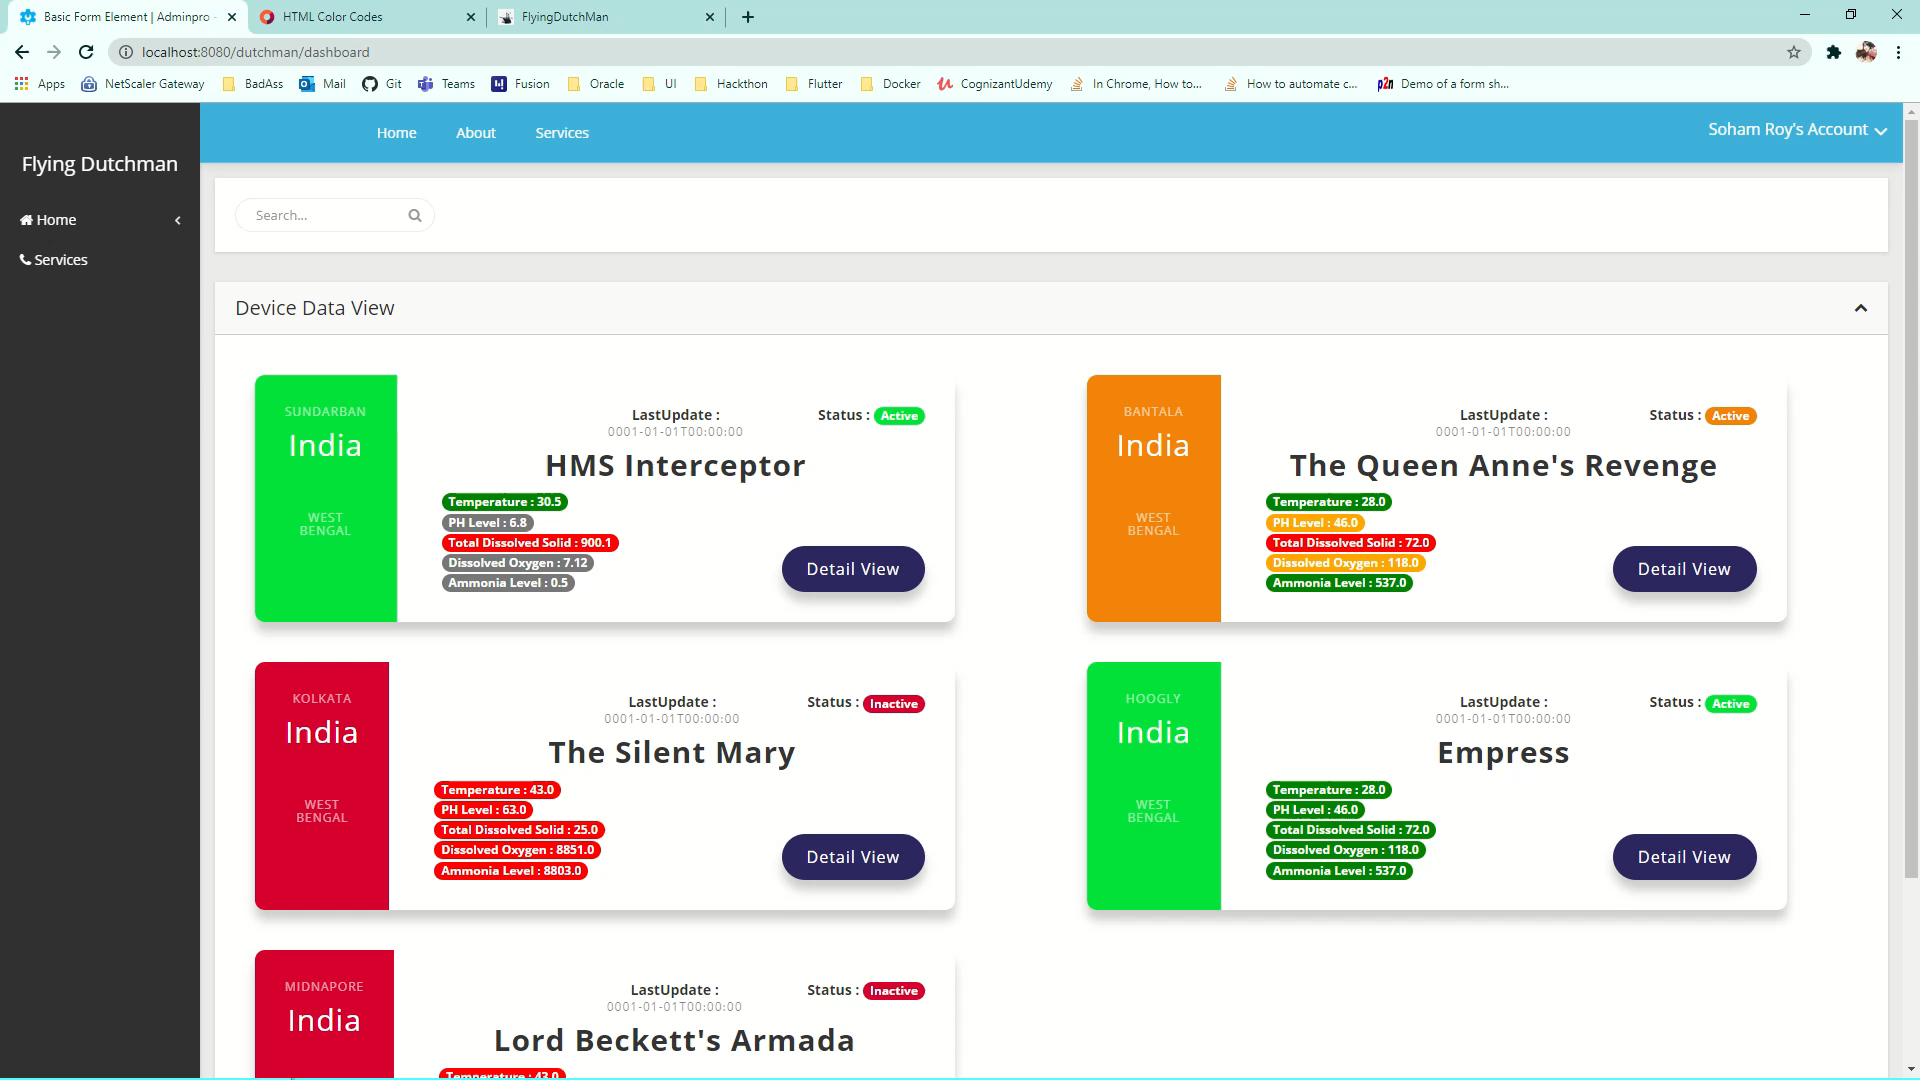 Basic Form Element | Adminpro -
HTML Color Codes
FlyingDutchMan
localhost:8080/dutchman/dashboard
Apps
NetScaler Gateway
BadAss
Mail
Git
Teams
Fusion
Oracle
UI
Hackthon
Flutter
Docker
CognizantUdemy
In Chrome, How to...
How to automate c...
p2n
Demo of a form sh...
Flying Dutchman
Home
Services
Home
About
Services
Soham Roy's Account
Search...
Device Data View
SUNDARBAN
India
WEST
BENGAL
LastUpdate :
0001-01-01T00:00:00
Status : Active
HMS Interceptor
Temperature : 30.5
PH Level : 6.8
Total Dissolved Solid : 900.1
Dissolved Oxygen : 7.12
Ammonia Level : 0.5
Detail View
BANTALA
India
WEST
BENGAL
LastUpdate :
0001-01-01T00:00:00
Status : Active
The Queen Anne's Revenge
Temperature : 28.0
PH Level : 46.0
Total Dissolved Solid : 72.0
Dissolved Oxygen : 118.0
Ammonia Level : 537.0
Detail View
KOLKATA
India
WEST
BENGAL
LastUpdate :
0001-01-01T00:00:00
Status : Inactive
The Silent Mary
Temperature : 43.0
PH Level : 63.0
Total Dissolved Solid : 25.0
Dissolved Oxygen : 8851.0
Ammonia Level : 8803.0
Detail View
HOOGLY
India
WEST
BENGAL
LastUpdate :
0001-01-01T00:00:00
Status : Active
Empress
Temperature : 28.0
PH Level : 46.0
Total Dissolved Solid : 72.0
Dissolved Oxygen : 118.0
Ammonia Level : 537.0
Detail View
MIDNAPORE
India
LastUpdate :
0001-01-01T00:00:00
Status : Inactive
Lord Beckett's Armada
Temperature : 43.0